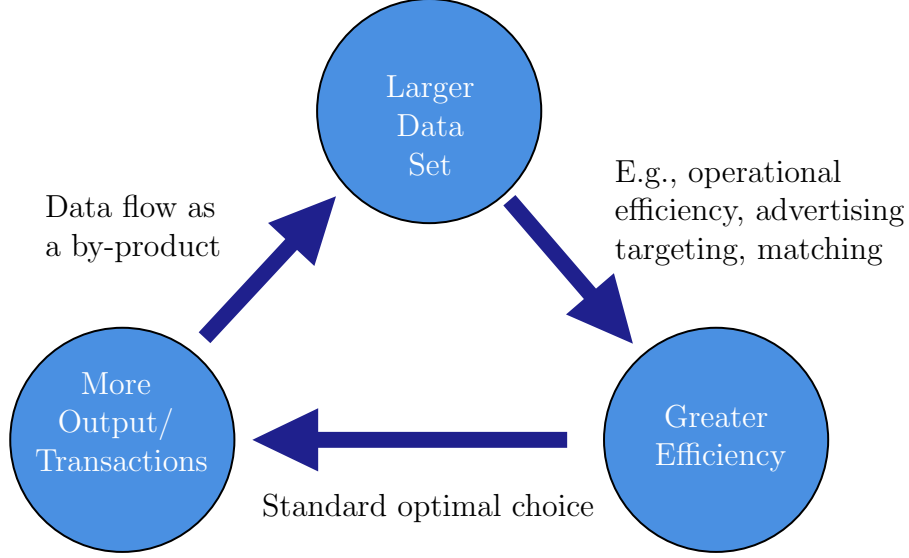 Larger
Data
Set
E.g., operational
efficiency, advertising
targeting, matching
Data flow as
a by-product
More
Output/
Transactions
Greater
Efficiency
Standard optimal choice